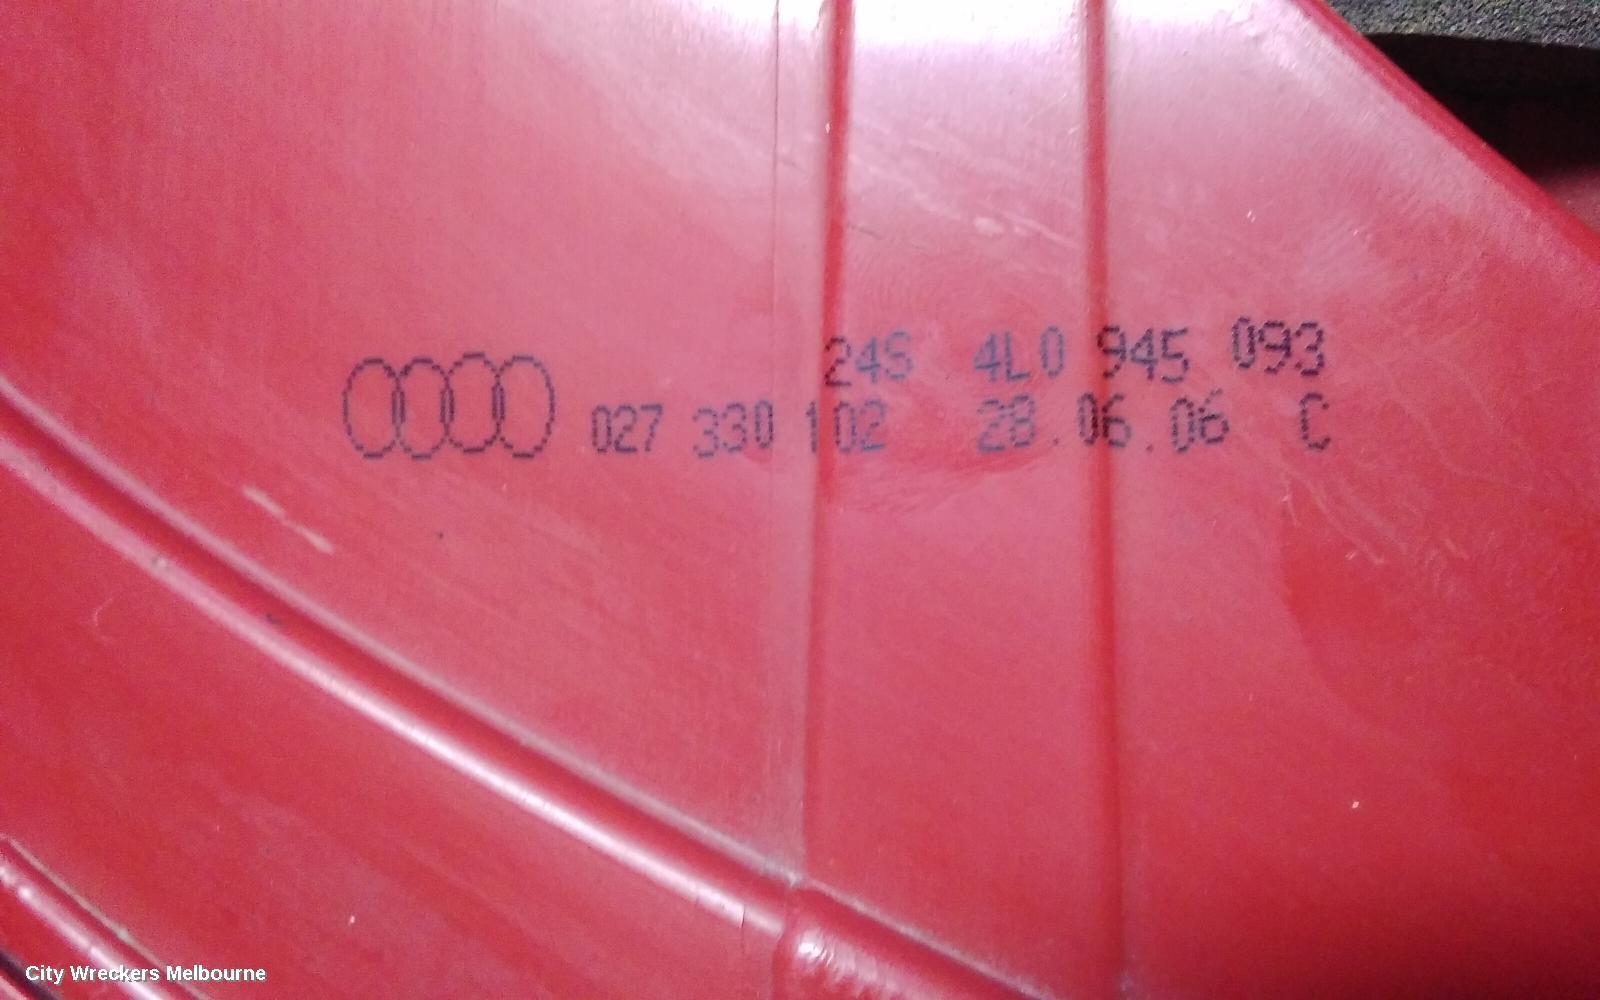 24S 4L0 945 093
027 330 102 28.06.06 C
City Wreckers Melbourne